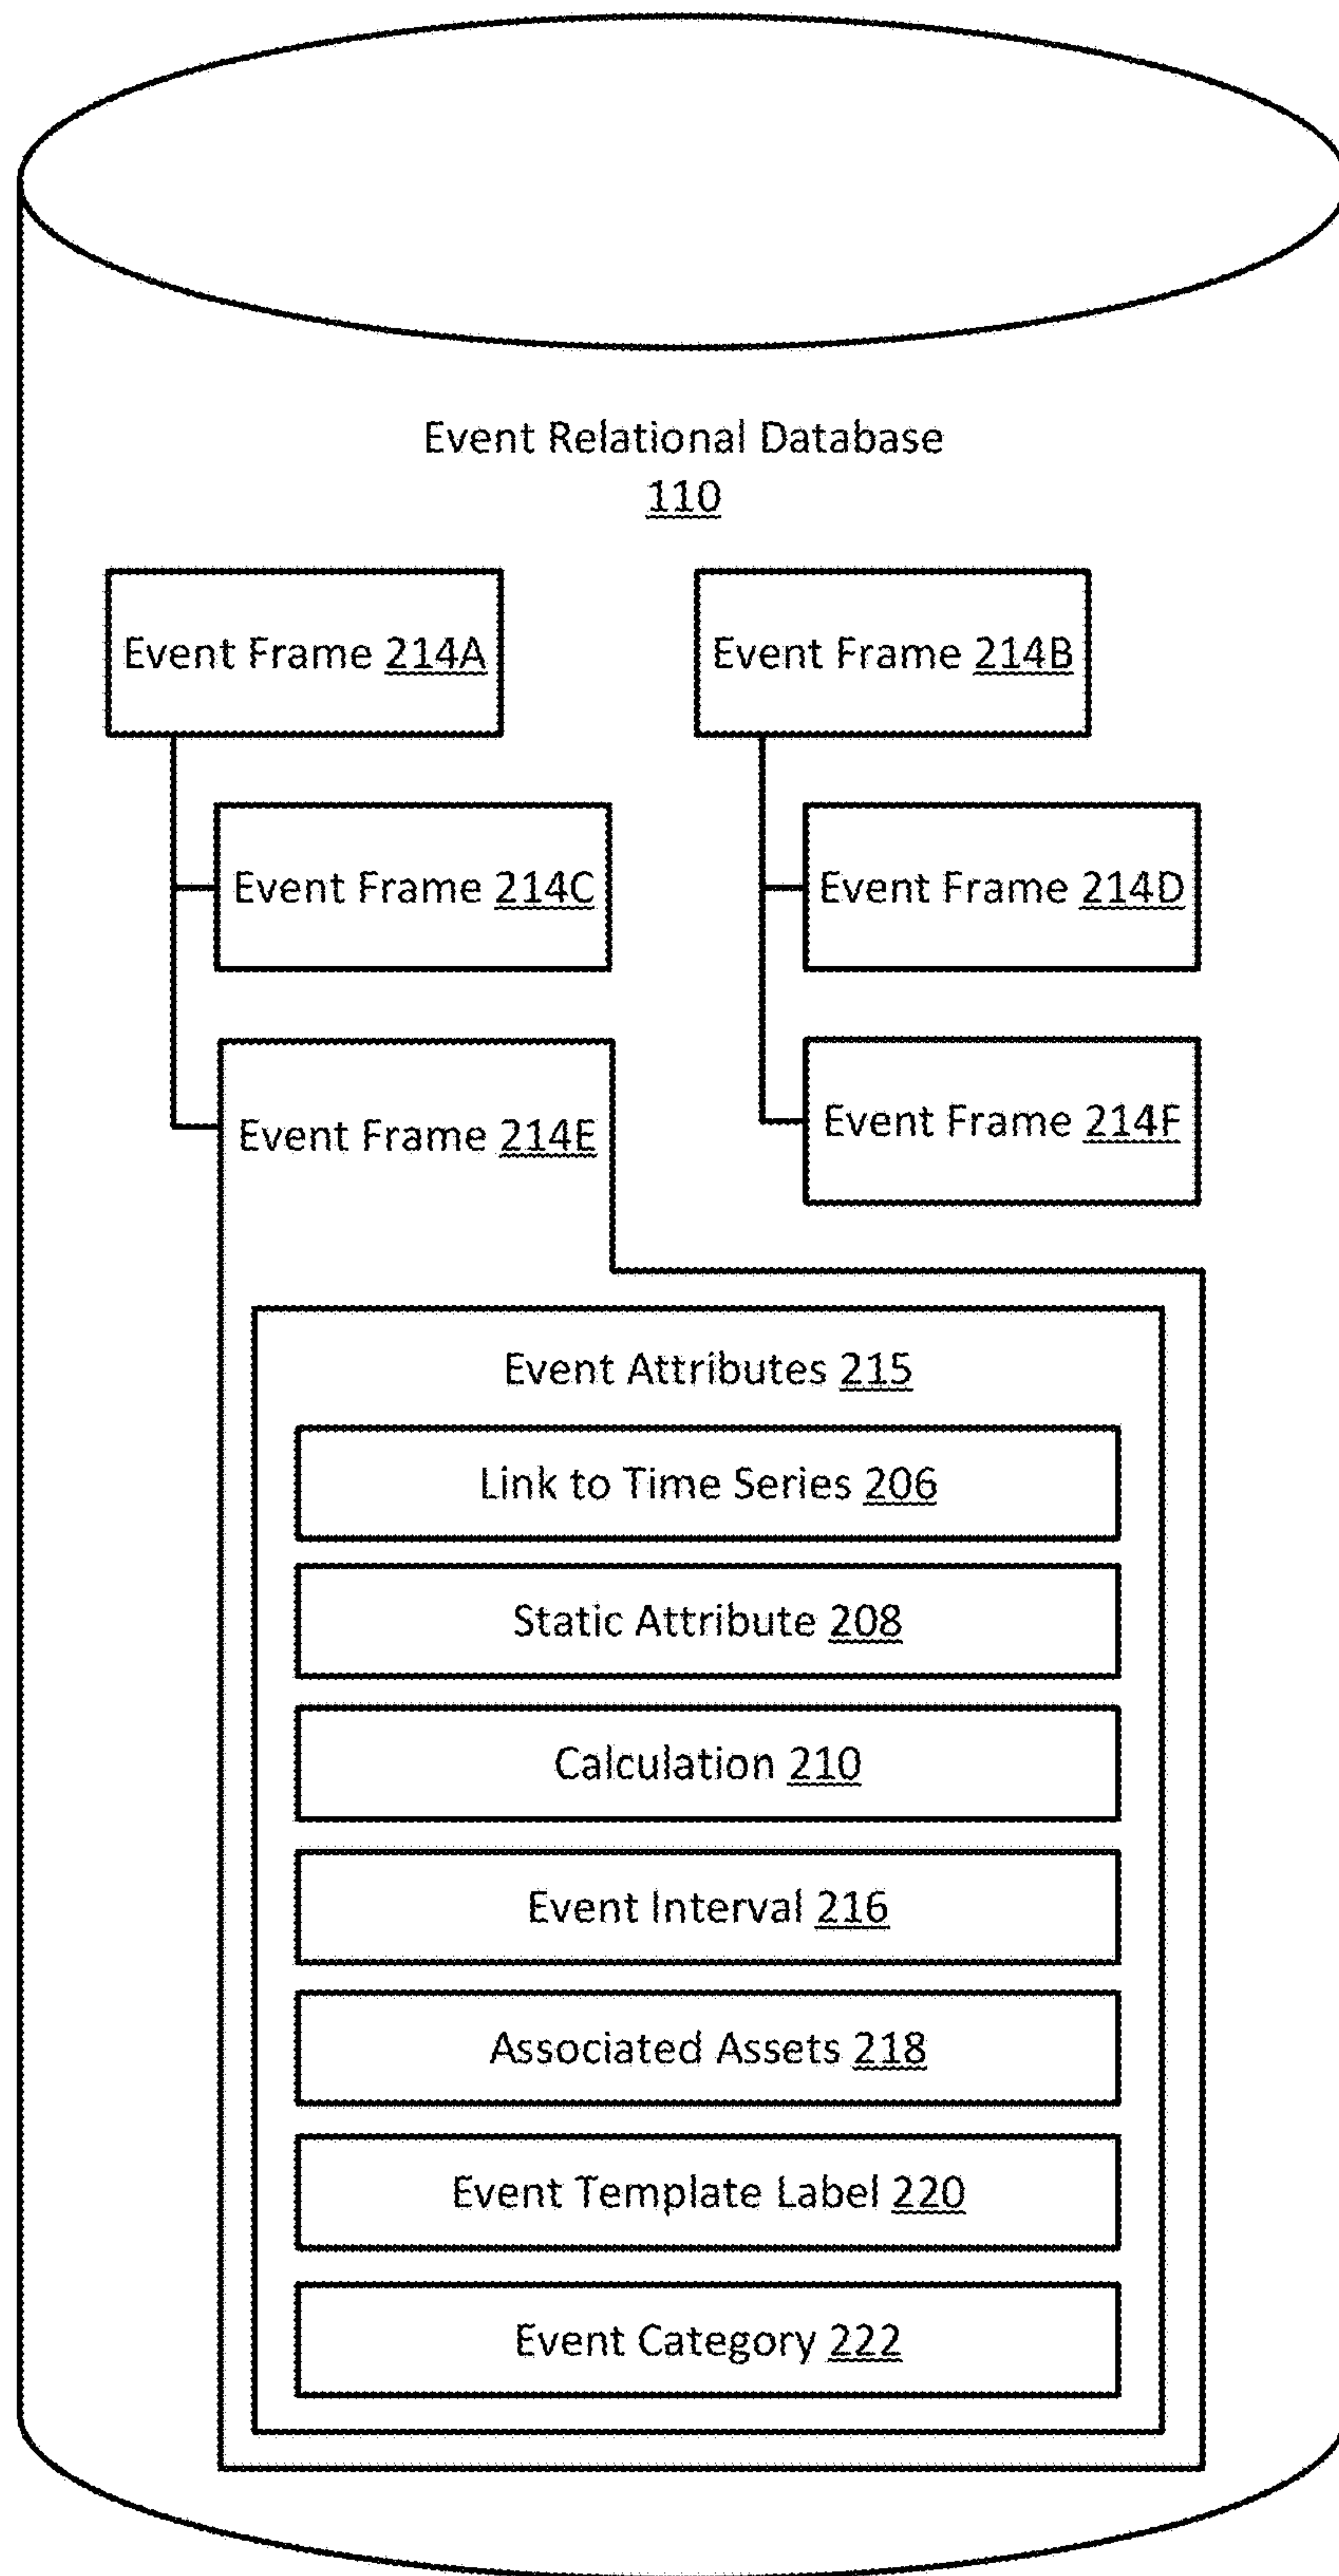 Event Relational Database
110
Event Frame 214A
Event Frame 214B
Event Frame 214C
Event Frame 214D
Event Frame 214E
Event Frame 214F
Event Attributes 215
Link to Time Series 206
Static Attribute 208
Calculation 210
Event Interval 216
Associated Assets 218
Event Template Label 220
Event Category 222